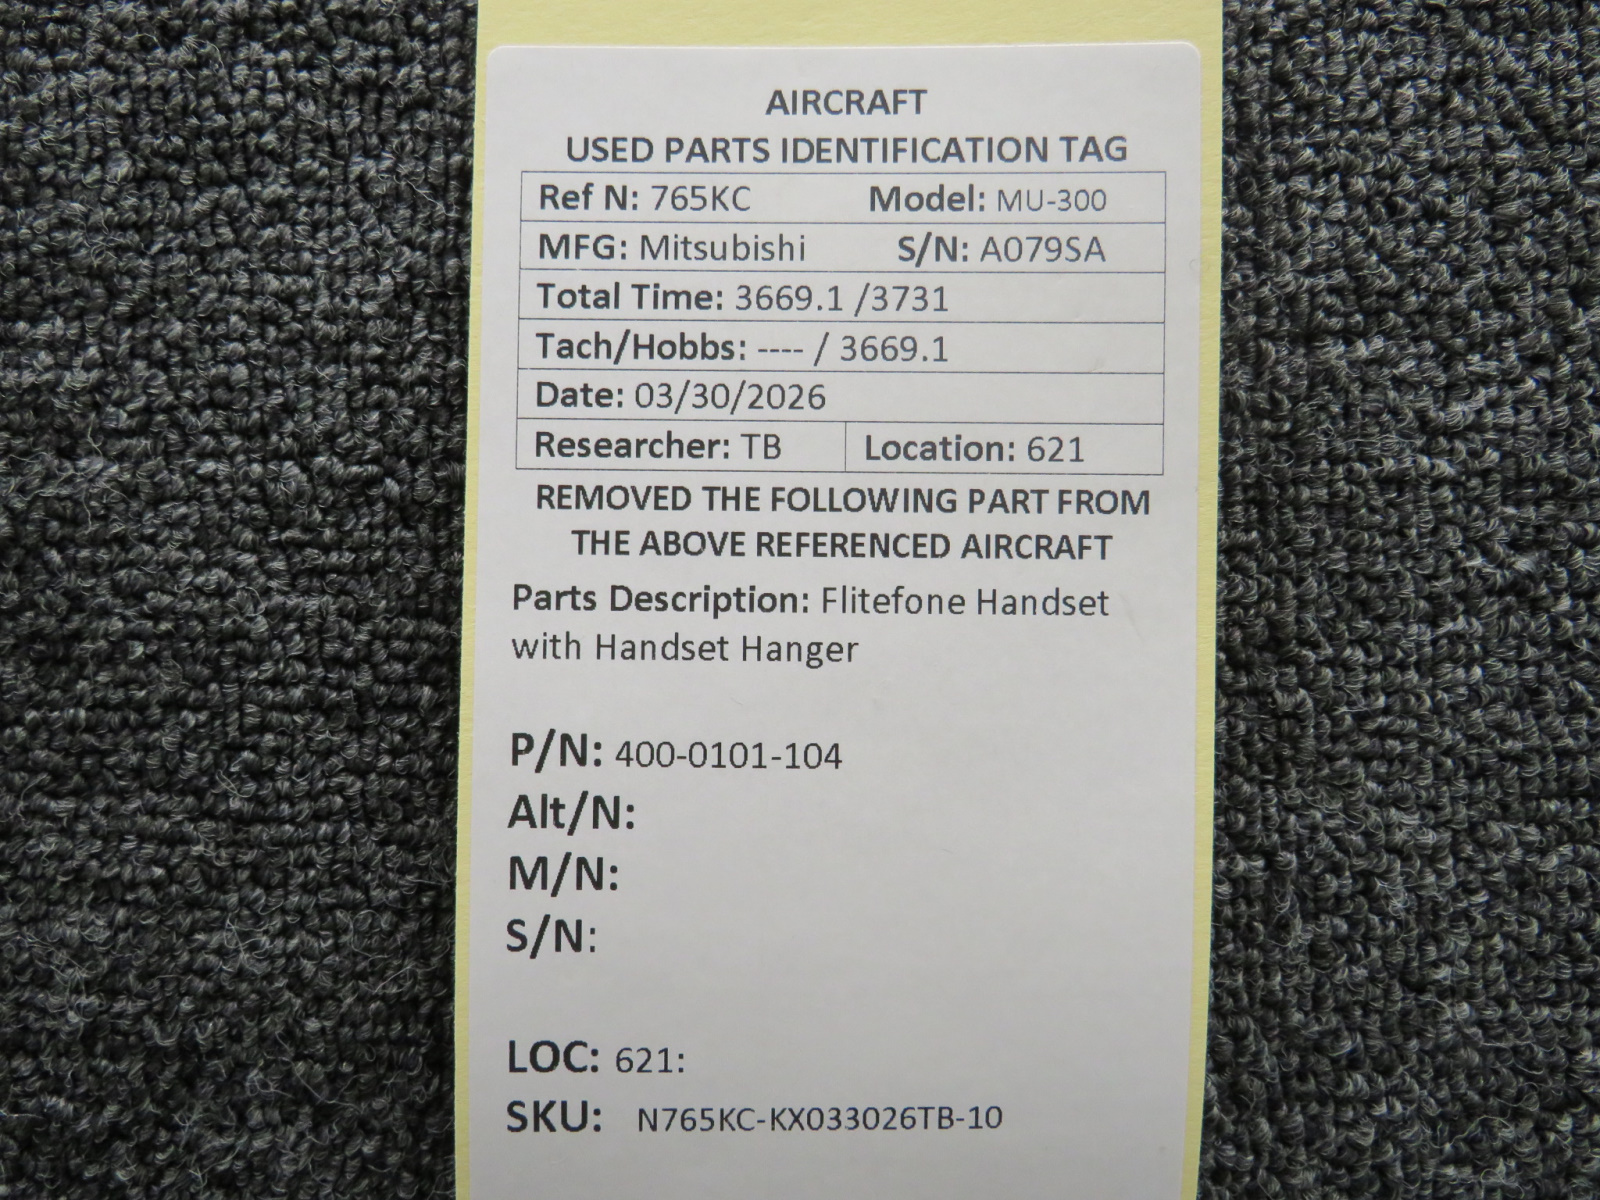 AIRCRAFT
USED PARTS IDENTIFICATION TAG
Ref N: 765KC Model: MU-300
MFG: Mitsubishi S/N: A079SA
Total Time: 3669.1 /3731
Tach/Hobbs: ---- / 3669.1
Date: 03/30/2026
Researcher: TB Location: 621
REMOVED THE FOLLOWING PART FROM
THE ABOVE REFERENCED AIRCRAFT
Parts Description: Flitefone Handset
with Handset Hanger
P/N: 400-0101-104
Alt/N:
M/N:
S/N:
LOC: 621:
SKU: N765KC-KX033026TB-10